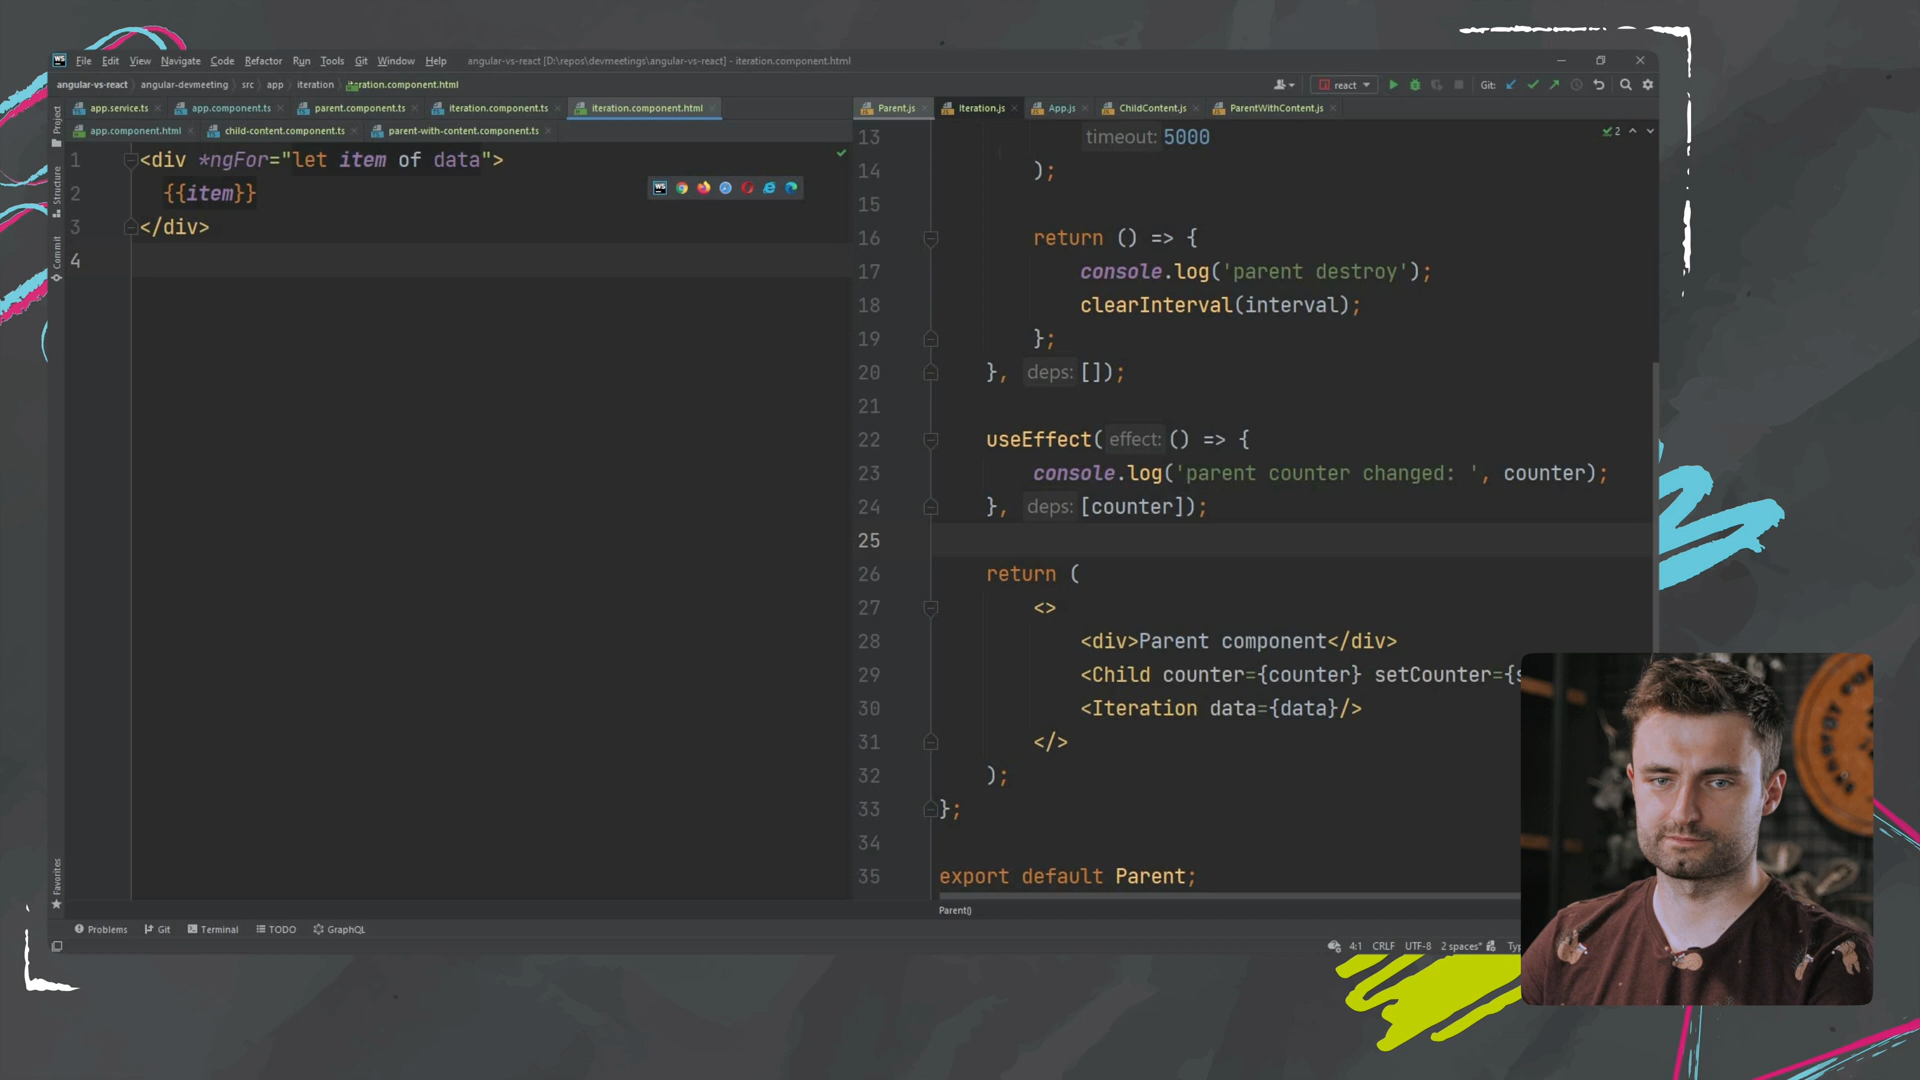 WS File Edit View Navigate Code Refactor Run Tools Git Window Help angular-vs-react [D:\repos\devmeetings\angular-vs-react] - iteration.component.html
angular-vs-react angular-devmeeting src app iteration iteration.component.html react Git:
app.service.ts app.component.ts parent.component.ts iteration.component.ts iteration.component.html
app.component.html child-content.component.ts parent-with-content.component.ts
Parent.js Iteration.js App.js ChildContent.js ParentWithContent.js
Project
Structure
Commit
Favorites
1 <div *ngFor="let item of data">
2 {{item}}
3 </div>
4
WS
2
13 timeout: 5000
14 );
15
16 return () => {
17 console.log('parent destroy');
18 clearInterval(interval);
19 };
20 }, deps: []);
21
22 useEffect( effect: () => {
23 console.log('parent counter changed: ', counter);
24 }, deps: [counter]);
25
26 return (
27 <>
28 <div>Parent component</div>
29 <Child counter={counter} setCounter={
30 <Iteration data={data}/>
31 </>
32 );
33 };
34
35 export default Parent;
Parent()
Problems Git Terminal TODO GraphQL
4:1 CRLF UTF-8 2 spaces*